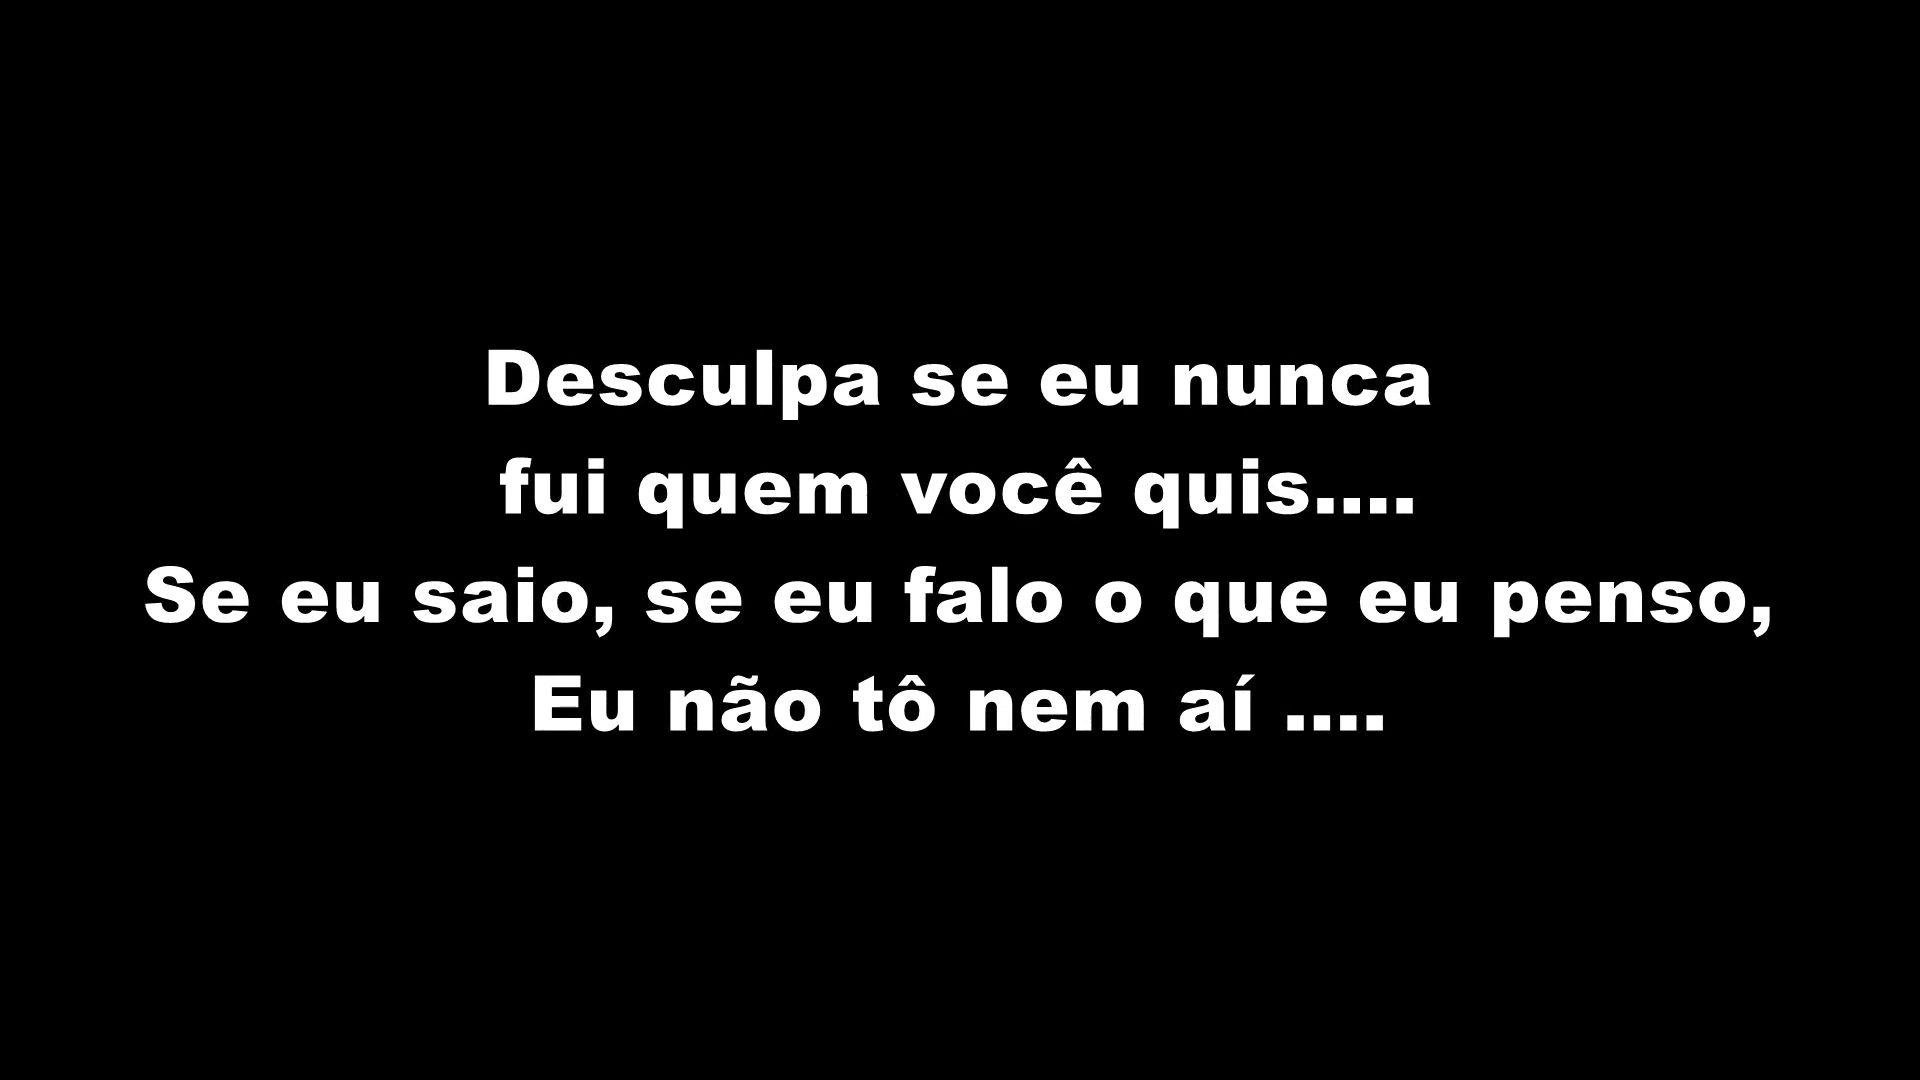 Desculpa se eu nunca
fui quem você quis....
Se eu saio, se eu falo o que eu penso,
Eu não tô nem aí ....